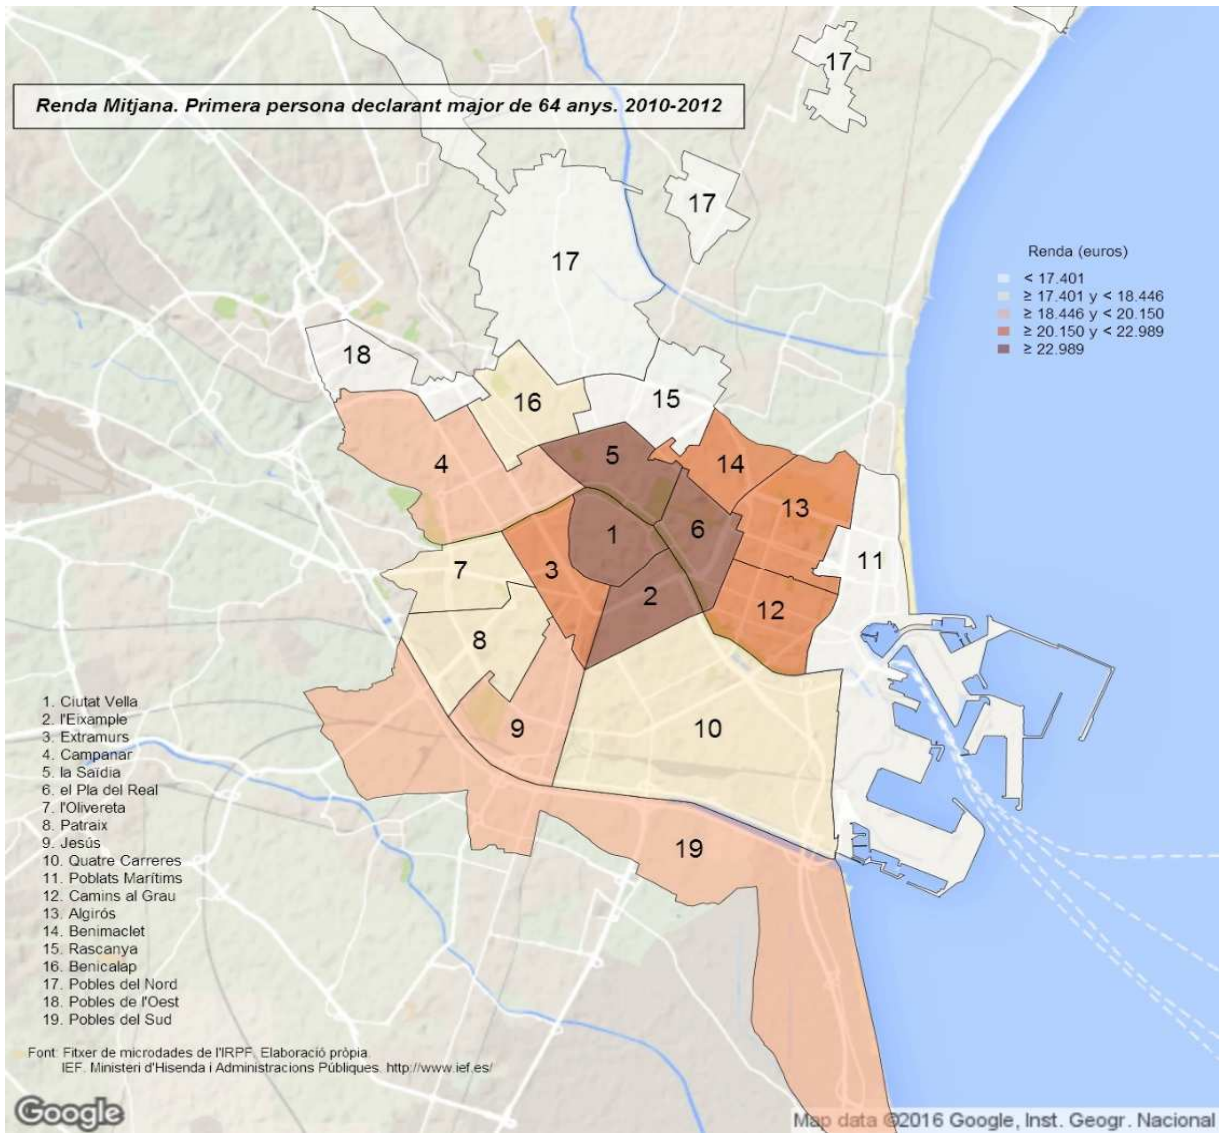 Renda Mitjana. Primera persona declarant major de 64 anys. 2010-2012
17
17
17
18
16
15
4
5
14
13
6
1
11
3
7
2
12
8
9
10
19
Renda (euros)
< 17.401
≥ 17.401 y < 18.446
≥ 18.446 y < 20.150
≥ 20.150 y < 22.989
≥ 22.989
1. Ciutat Vella
2. l'Eixample
3. Extramurs
4. Campanar
5. la Saïdia
6. el Pla del Real
7. l'Olivereta
8. Patraix
9. Jesús
10. Quatre Carreres
11. Poblats Marítims
12. Camins al Grau
13. Algirós
14. Benimaclet
15. Rascanya
16. Benicalap
17. Pobles del Nord
18. Pobles de l'Oest
19. Pobles del Sud
Font: Fitxer de microdades de l'IRPF. Elaboració pròpia.
IEF. Ministeri d'Hisenda i Administracions Públiques. http://www.ief.es/
Google
Map data ©2016 Google, Inst. Geogr. Nacional